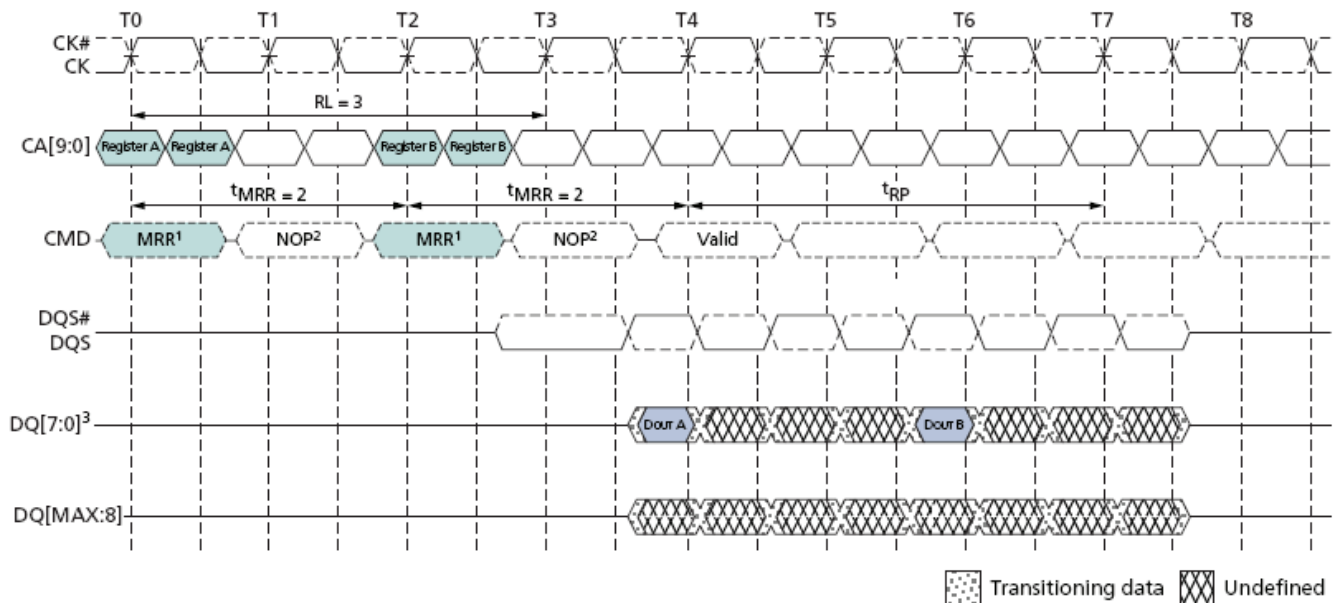 T0 T1 T2 T3 T4 T5 T6 T7 T8
CK#
CK
RL = 3
CA[9:0] Register A Register A Register B Register B
tMRR = 2 tMRR = 2 tRP
CMD MRR1 NOP2 MRR1 NOP2 Valid
DQS#
DQS
DQ[7:0]3 DOUT A DOUT B
DQ[MAX:8]
Transitioning data Undefined